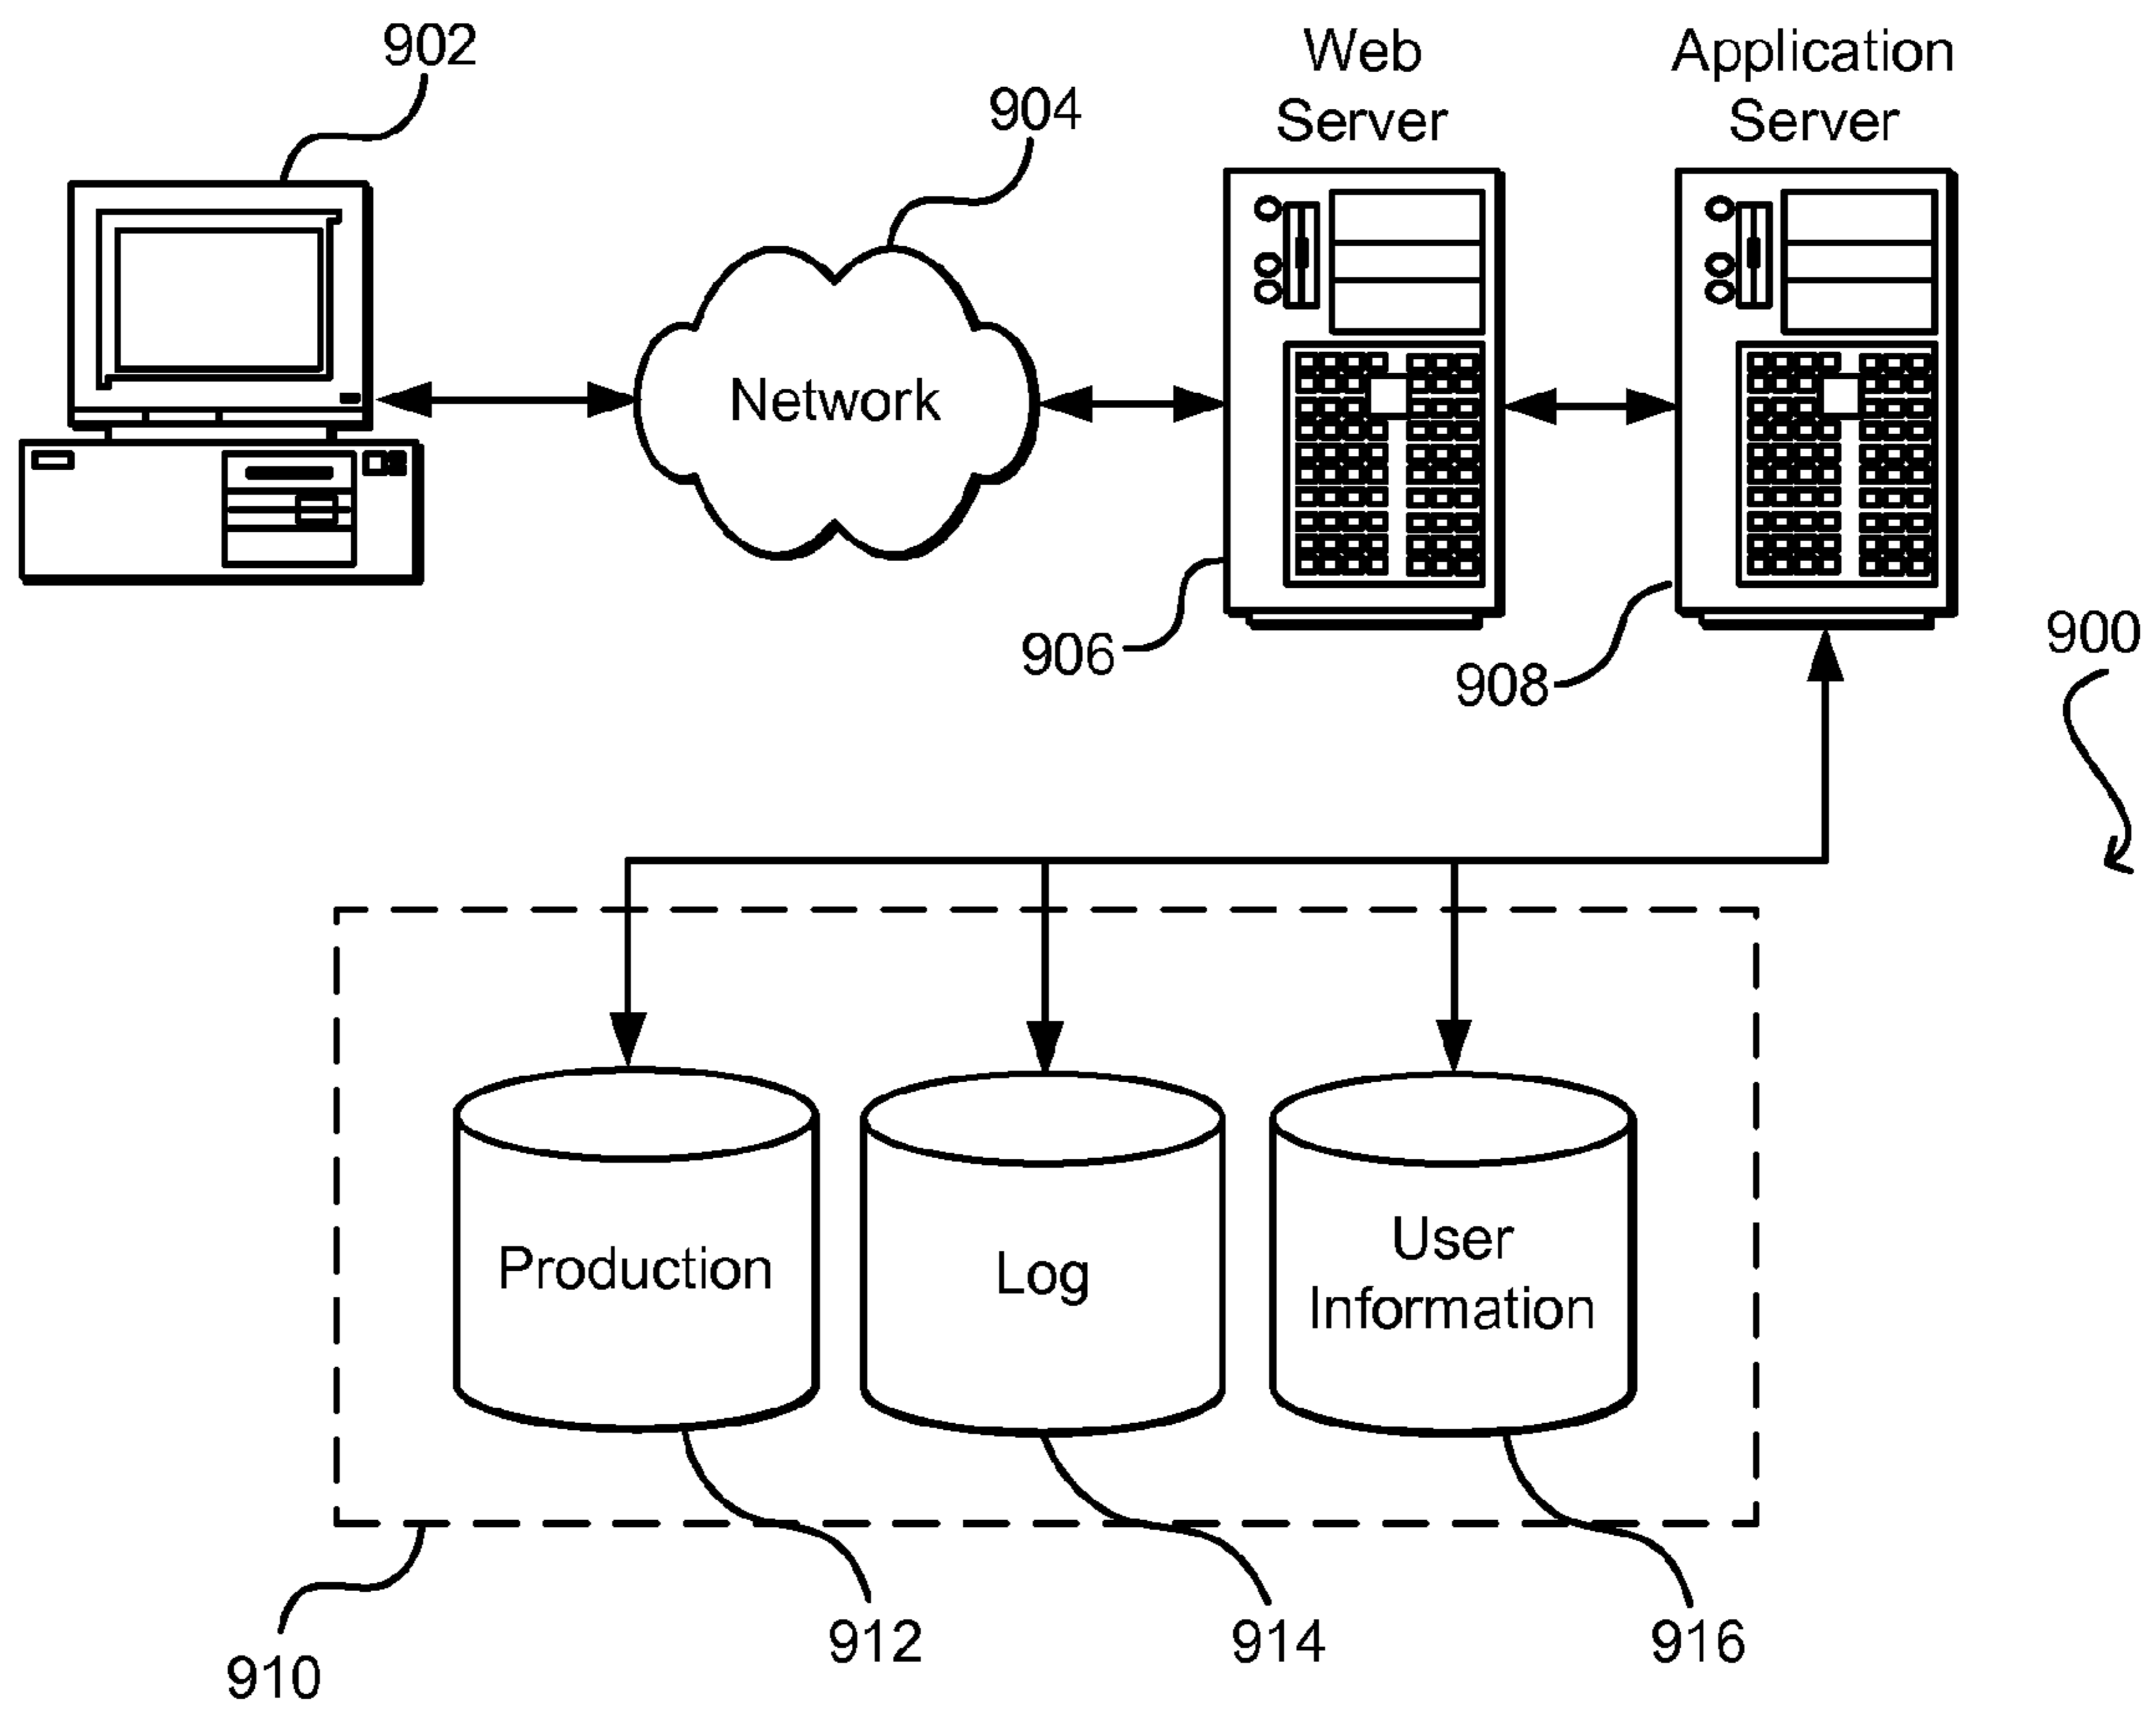 902
904
Web
Server
Application
Server
Network
906
908
900
Production
Log
User
Information
910
912
914
916